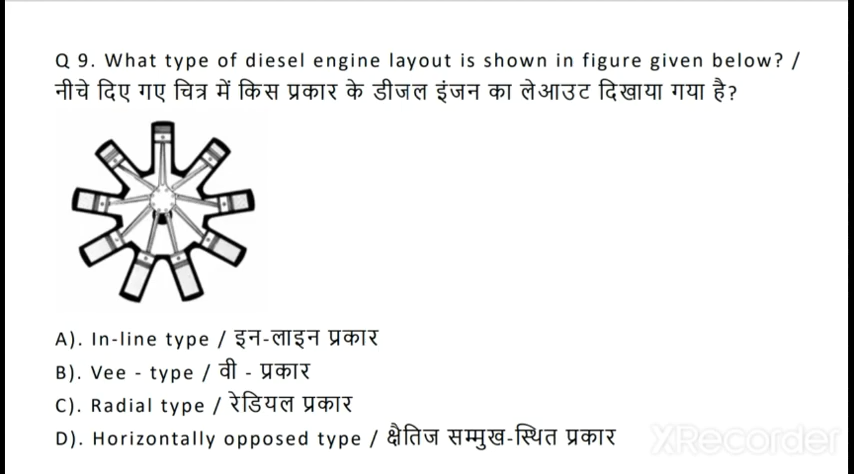 Q 9. What type of diesel engine layout is shown in figure given below? /
नीचे दिए गए चित्र में किस प्रकार के डीजल इंजन का लेआउट दिखाया गया है?
A). In-line type / इन-लाइन प्रकार
B). Vee - type / वी - प्रकार
C). Radial type / रेडियल प्रकार
D). Horizontally opposed type / क्षैतिज सम्मुख-स्थित प्रकार
XRecorder